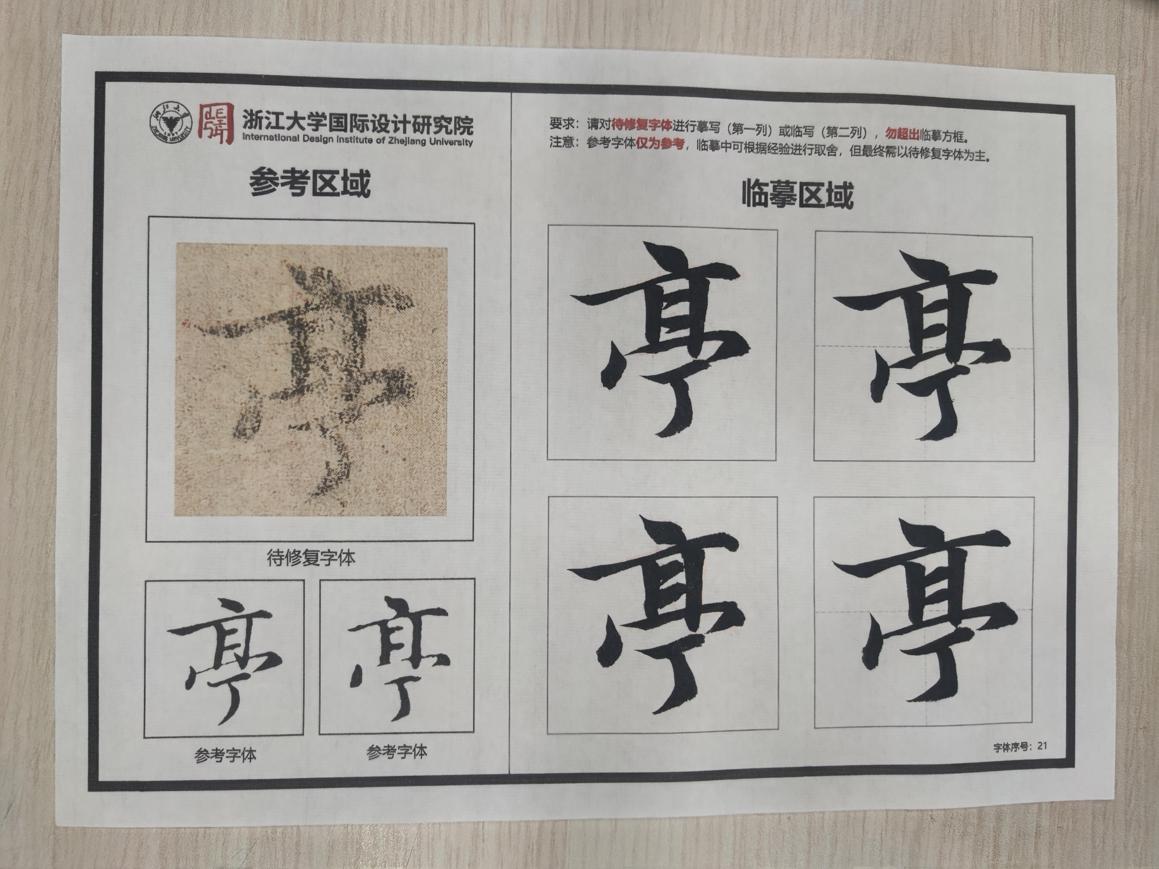 浙江大学国际设计研究院
International Design Institute of Zhejiang University
参考区域
亭
待修复字体
亭
亭
参考字体
参考字体
要求：请对待修复字体进行摹写（第一列）或临写（第二列），勿超出临摹方框。
注意：参考字体仅为参考，临摹中可根据经验进行取舍，但最终需以待修复字体为主。
临摹区域
亭
亭
亭
亭
字体序号：21